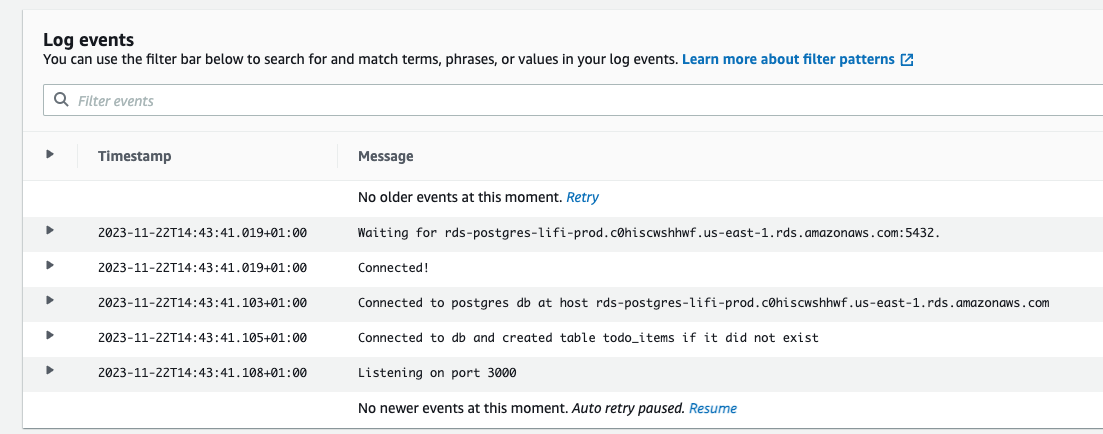 Log events
You can use the filter bar below to search for and match terms, phrases, or values in your log events. Learn more about filter patterns
Filter events
Timestamp Message
No older events at this moment. Retry
2023-11-22T14:43:41.019+01:00 Waiting for rds-postgres-lifi-prod.c0hiscwshhwf.us-east-1.rds.amazonaws.com:5432.
2023-11-22T14:43:41.019+01:00 Connected!
2023-11-22T14:43:41.103+01:00 Connected to postgres db at host rds-postgres-lifi-prod.c0hiscwshhwf.us-east-1.rds.amazonaws.com
2023-11-22T14:43:41.105+01:00 Connected to db and created table todo_items if it did not exist
2023-11-22T14:43:41.108+01:00 Listening on port 3000
No newer events at this moment. Auto retry paused. Resume